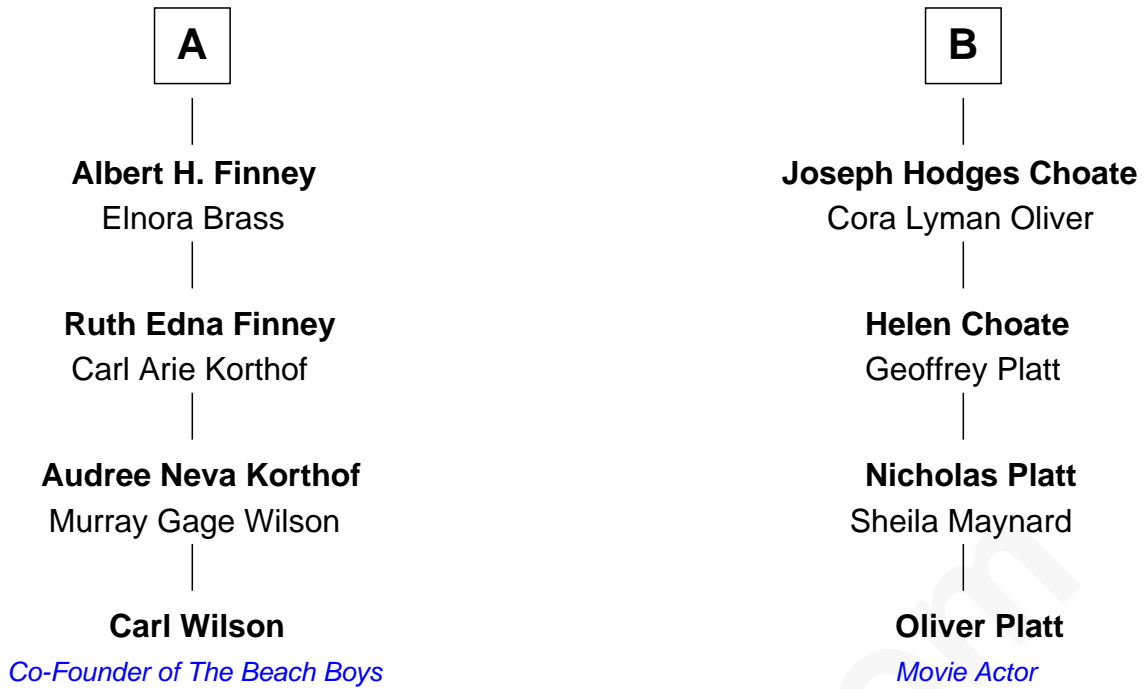 A
Albert H. Finney
Elnora Brass
Ruth Edna Finney
Carl Arie Korthof
Audree Neva Korthof
Murray Gage Wilson
Carl Wilson
Co-Founder of The Beach Boys
B
Joseph Hodges Choate
Cora Lyman Oliver
Helen Choate
Geoffrey Platt
Nicholas Platt
Sheila Maynard
Oliver Platt
Movie Actor